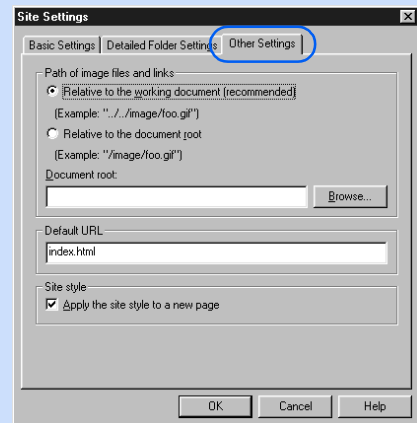 Site Settings
Basic Settings Detailed Folder Settings Other Settings
Path of image files and links
Relative to the working document (recommended)
(Example: "../../image/foo.gif")
Relative to the document root
(Example: "/image/foo.gif")
Document root:
Browse...
Default URL
index.html
Site style
Apply the site style to a new page
OK Cancel Help